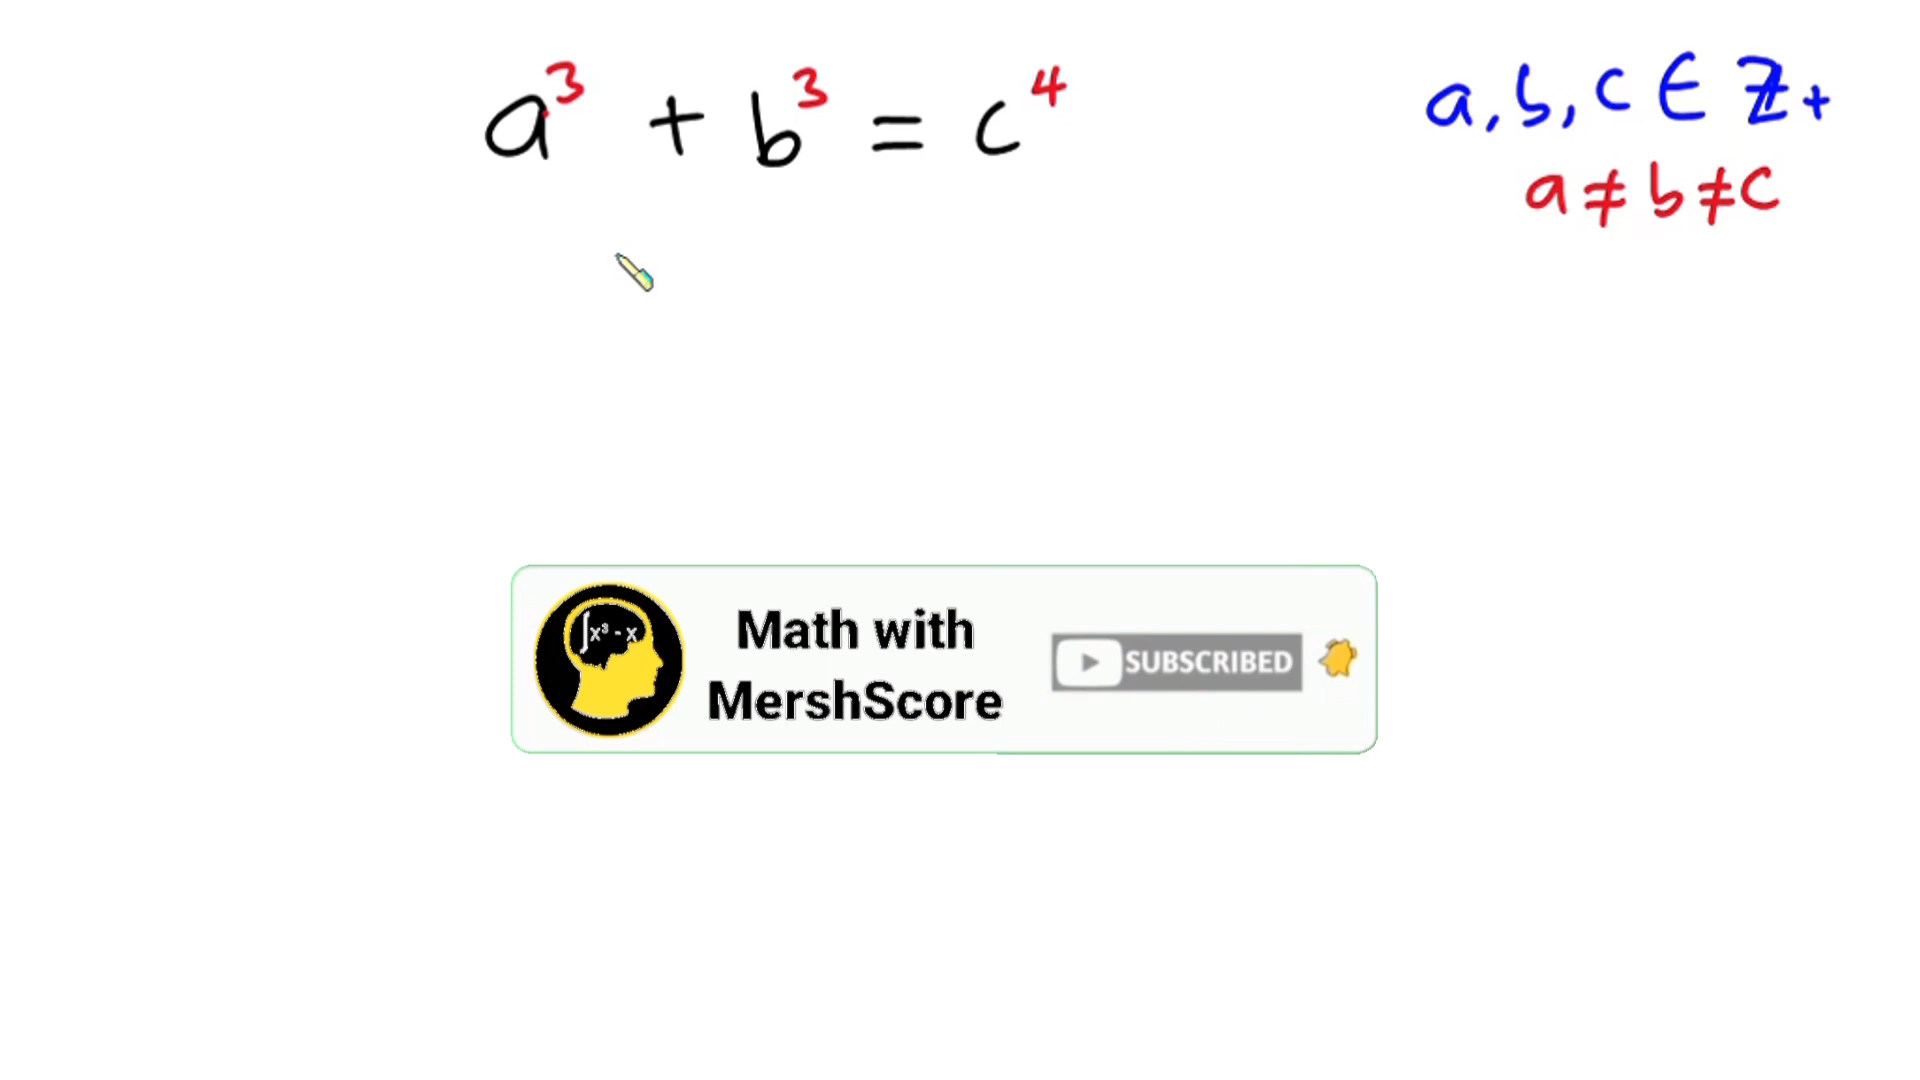 a³ + b³ = c⁴
a, b, c ∈ ℤ+
a ≠ b ≠ c
∫x³ - x
Math with
MershScore
SUBSCRIBED